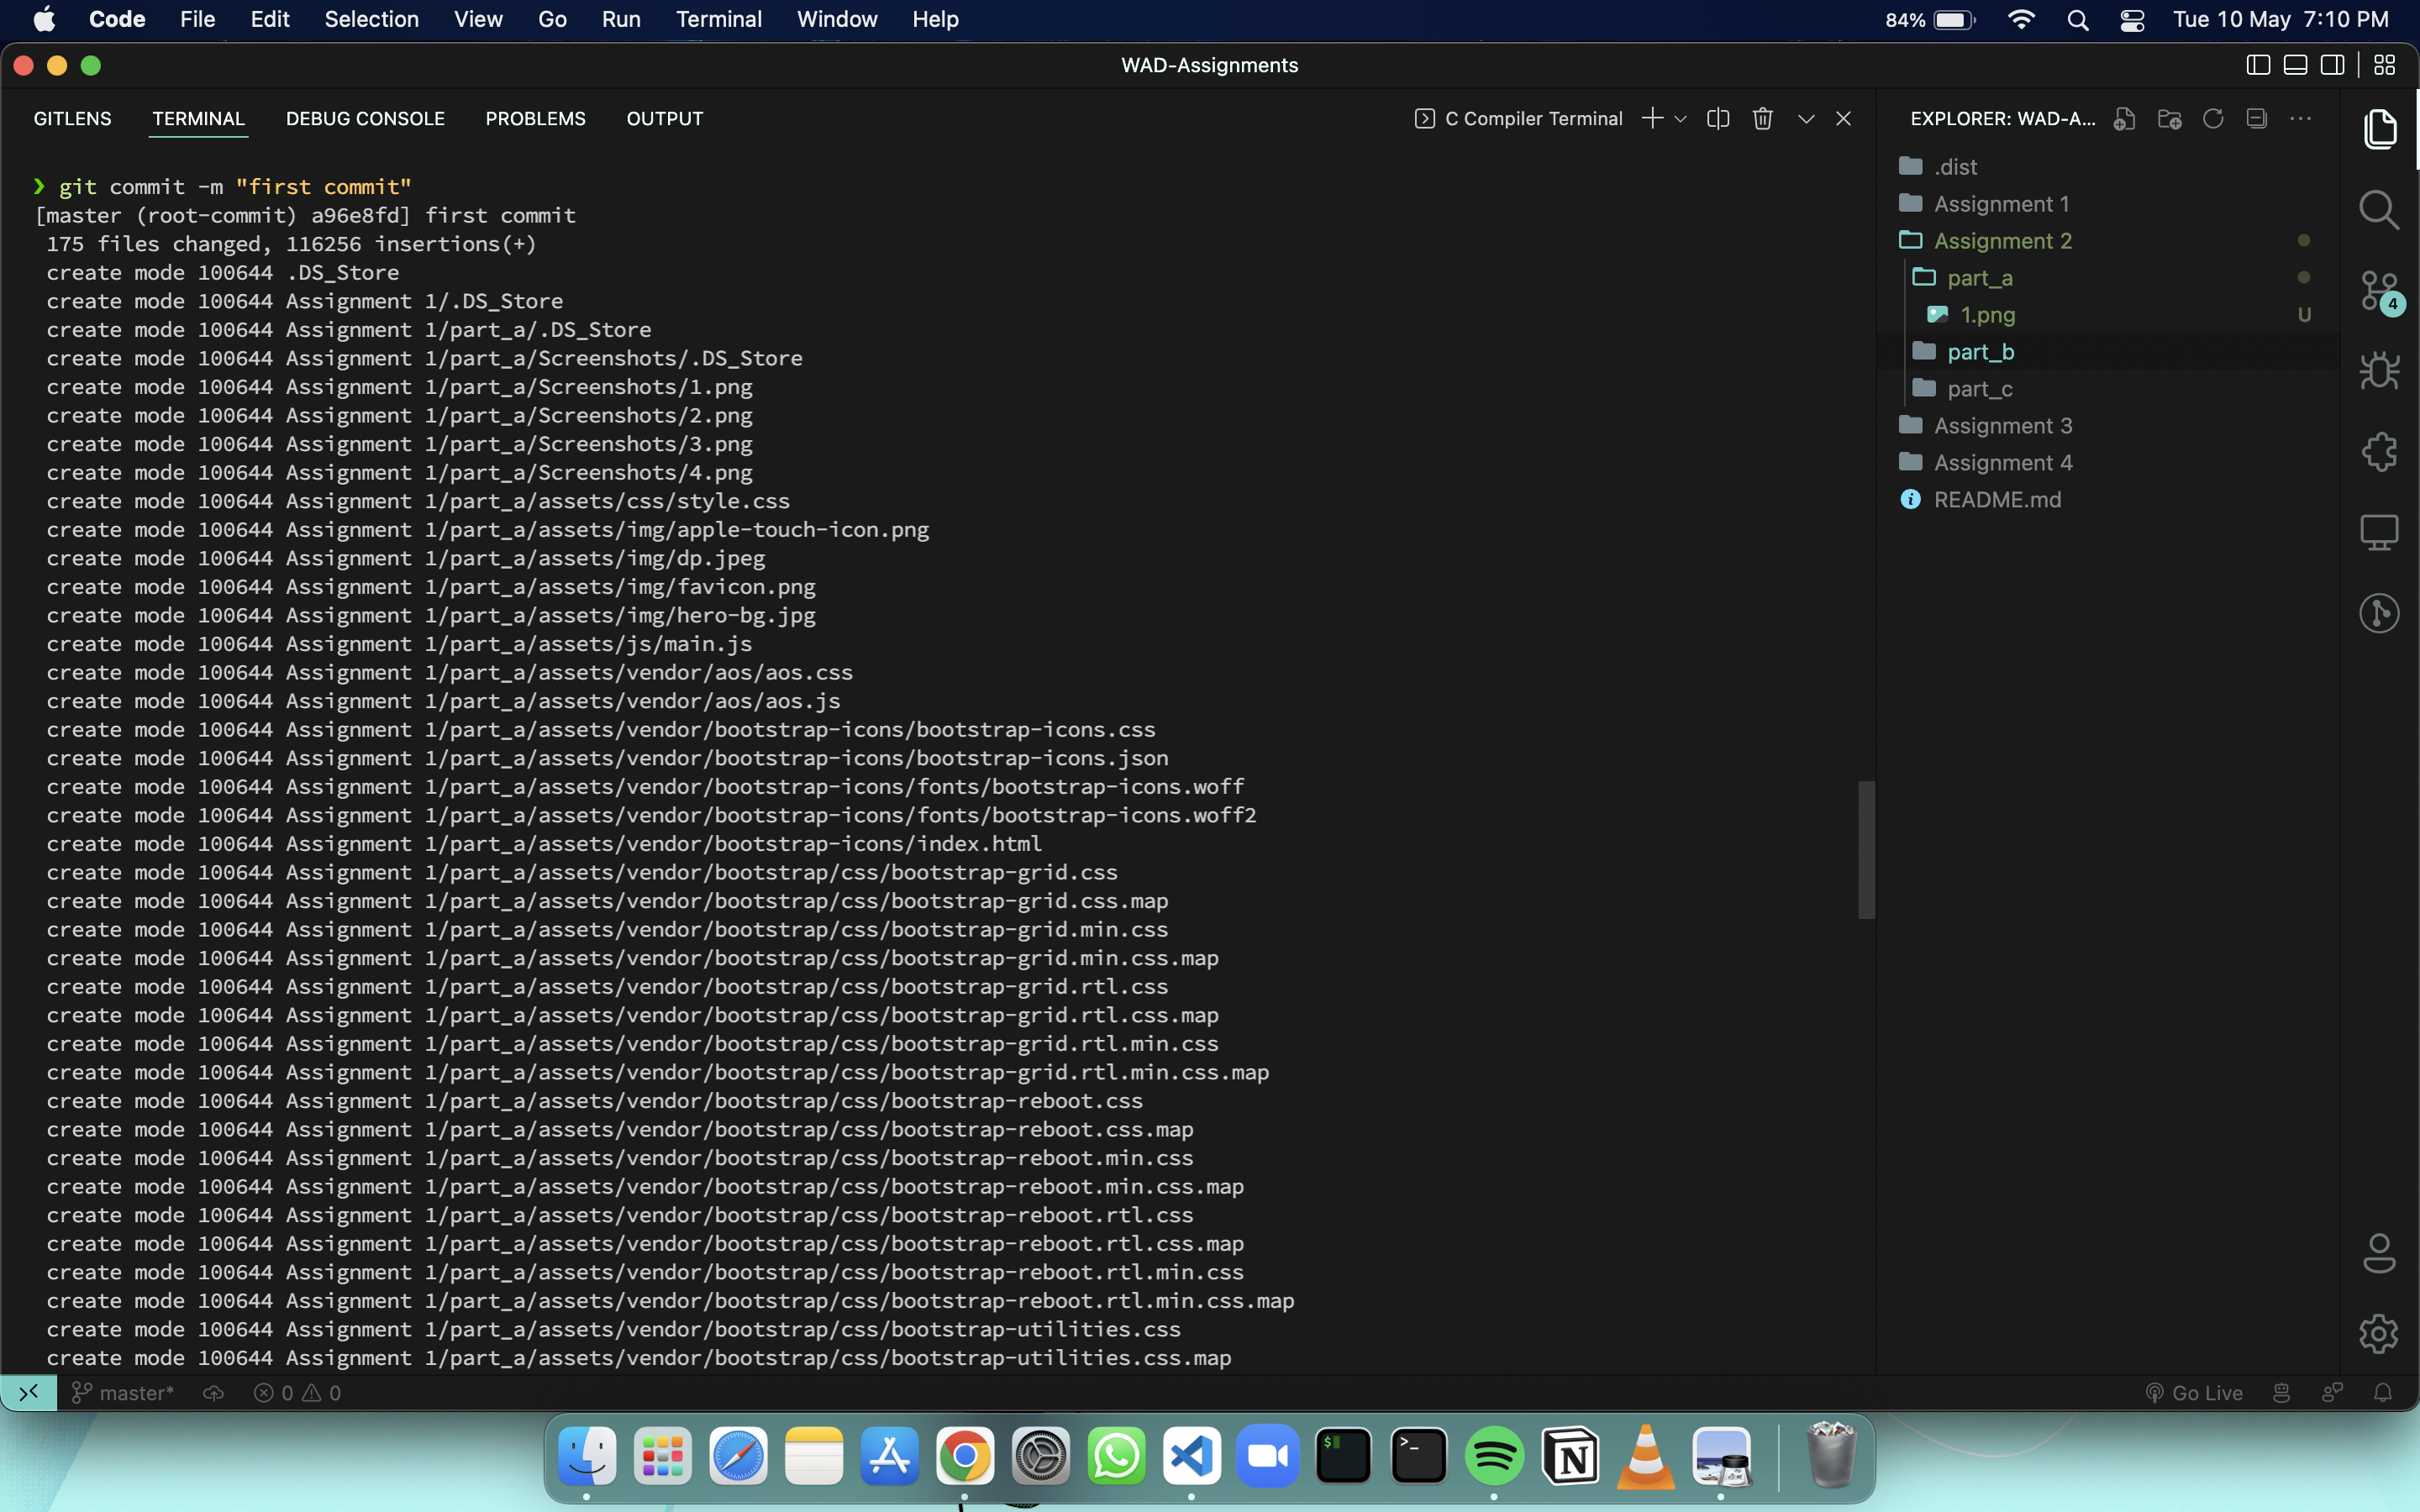 Code File Edit Selection View Go Run Terminal Window Help 84% Tue 10 May 7:10 PM
WAD-Assignments
GITLENS TERMINAL DEBUG CONSOLE PROBLEMS OUTPUT C Compiler Terminal
❯ git commit -m "first commit"
[master (root-commit) a96e8fd] first commit
175 files changed, 116256 insertions(+)
create mode 100644 .DS_Store
create mode 100644 Assignment 1/.DS_Store
create mode 100644 Assignment 1/part_a/.DS_Store
create mode 100644 Assignment 1/part_a/Screenshots/.DS_Store
create mode 100644 Assignment 1/part_a/Screenshots/1.png
create mode 100644 Assignment 1/part_a/Screenshots/2.png
create mode 100644 Assignment 1/part_a/Screenshots/3.png
create mode 100644 Assignment 1/part_a/Screenshots/4.png
create mode 100644 Assignment 1/part_a/assets/css/style.css
create mode 100644 Assignment 1/part_a/assets/img/apple-touch-icon.png
create mode 100644 Assignment 1/part_a/assets/img/dp.jpeg
create mode 100644 Assignment 1/part_a/assets/img/favicon.png
create mode 100644 Assignment 1/part_a/assets/img/hero-bg.jpg
create mode 100644 Assignment 1/part_a/assets/js/main.js
create mode 100644 Assignment 1/part_a/assets/vendor/aos/aos.css
create mode 100644 Assignment 1/part_a/assets/vendor/aos/aos.js
create mode 100644 Assignment 1/part_a/assets/vendor/bootstrap-icons/bootstrap-icons.css
create mode 100644 Assignment 1/part_a/assets/vendor/bootstrap-icons/bootstrap-icons.json
create mode 100644 Assignment 1/part_a/assets/vendor/bootstrap-icons/fonts/bootstrap-icons.woff
create mode 100644 Assignment 1/part_a/assets/vendor/bootstrap-icons/fonts/bootstrap-icons.woff2
create mode 100644 Assignment 1/part_a/assets/vendor/bootstrap-icons/index.html
create mode 100644 Assignment 1/part_a/assets/vendor/bootstrap/css/bootstrap-grid.css
create mode 100644 Assignment 1/part_a/assets/vendor/bootstrap/css/bootstrap-grid.css.map
create mode 100644 Assignment 1/part_a/assets/vendor/bootstrap/css/bootstrap-grid.min.css
create mode 100644 Assignment 1/part_a/assets/vendor/bootstrap/css/bootstrap-grid.min.css.map
create mode 100644 Assignment 1/part_a/assets/vendor/bootstrap/css/bootstrap-grid.rtl.css
create mode 100644 Assignment 1/part_a/assets/vendor/bootstrap/css/bootstrap-grid.rtl.css.map
create mode 100644 Assignment 1/part_a/assets/vendor/bootstrap/css/bootstrap-grid.rtl.min.css
create mode 100644 Assignment 1/part_a/assets/vendor/bootstrap/css/bootstrap-grid.rtl.min.css.map
create mode 100644 Assignment 1/part_a/assets/vendor/bootstrap/css/bootstrap-reboot.css
create mode 100644 Assignment 1/part_a/assets/vendor/bootstrap/css/bootstrap-reboot.css.map
create mode 100644 Assignment 1/part_a/assets/vendor/bootstrap/css/bootstrap-reboot.min.css
create mode 100644 Assignment 1/part_a/assets/vendor/bootstrap/css/bootstrap-reboot.min.css.map
create mode 100644 Assignment 1/part_a/assets/vendor/bootstrap/css/bootstrap-reboot.rtl.css
create mode 100644 Assignment 1/part_a/assets/vendor/bootstrap/css/bootstrap-reboot.rtl.css.map
create mode 100644 Assignment 1/part_a/assets/vendor/bootstrap/css/bootstrap-reboot.rtl.min.css
create mode 100644 Assignment 1/part_a/assets/vendor/bootstrap/css/bootstrap-reboot.rtl.min.css.map
create mode 100644 Assignment 1/part_a/assets/vendor/bootstrap/css/bootstrap-utilities.css
create mode 100644 Assignment 1/part_a/assets/vendor/bootstrap/css/bootstrap-utilities.css.map
EXPLORER: WAD-A...
.dist
Assignment 1
Assignment 2
part_a
1.png U
part_b
part_c
Assignment 3
Assignment 4
README.md
4
master* 0 0 Go Live